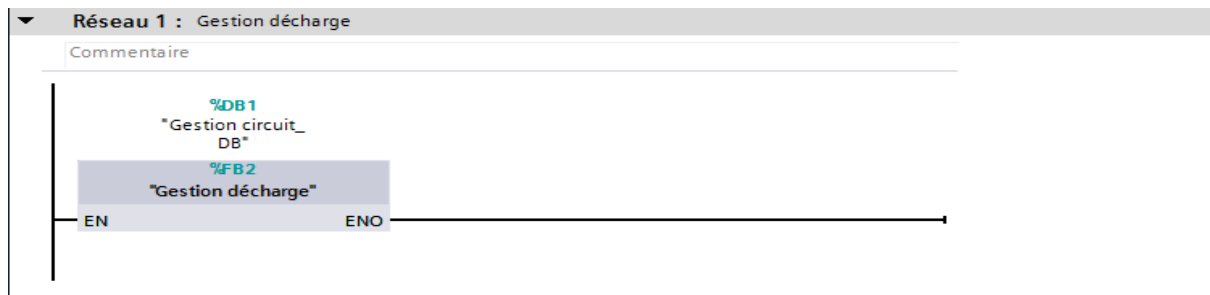 Réseau 1 : Gestion décharge
Commentaire
%DB1
"Gestion circuit_
DB"
%FB2
"Gestion décharge"
EN ENO